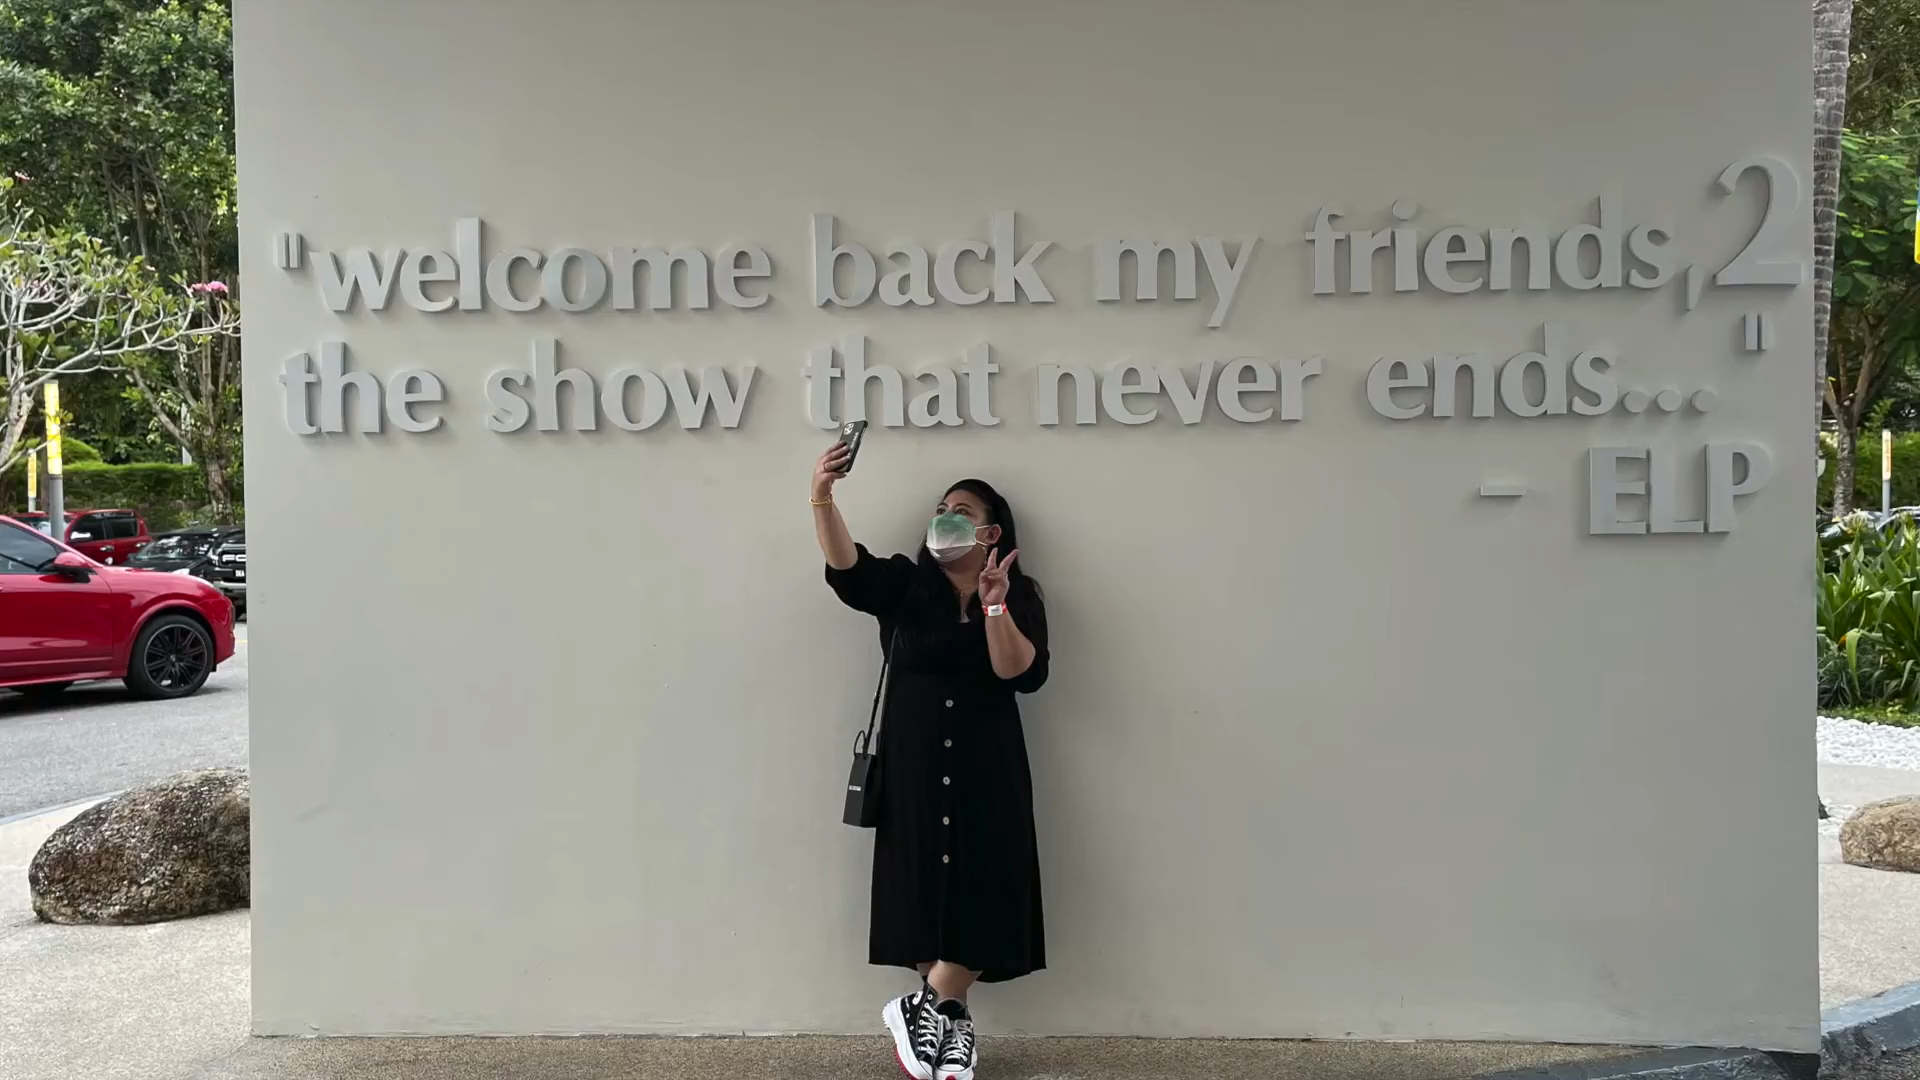 "welcome back my friends,2
the show that never ends..."
- ELP